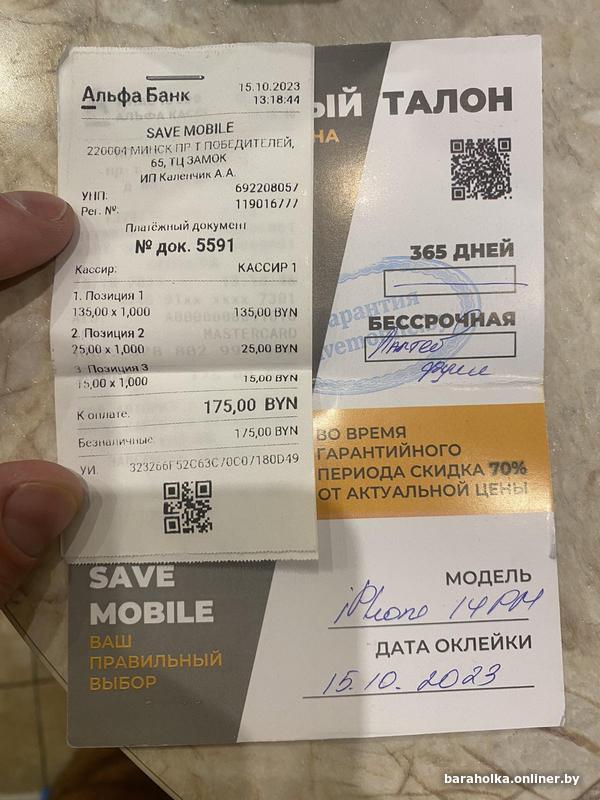 Альфа Банк
15.10.2023
13:18:44
SAVE MOBILE
220004 МИНСК ПР Т ПОБЕДИТЕЛЕЙ,
65, ТЦ ЗАМОК
ИП Каленчик А.А.
УНП: 692208057
Рег. №: 119016777
Платёжный документ
№ док. 5591
Кассир: КАССИР 1
1. Позиция 1
135,00 x 1,000 135,00 BYN
2. Позиция 2
25,00 x 1,000 25,00 BYN
3 Позиция 3
15,00 x 1,000 15,00 BYN
К оплате: 175,00 BYN
Безналичные: 175,00 BYN
УИ: 323266F52C63C70C07180D49
ЫЙ ТАЛОН
НА
365 ДНЕЙ
БЕССРОЧНАЯ
ВО ВРЕМЯ
ГАРАНТИЙНОГО
ПЕРИОДА СКИДКА 70%
ОТ АКТУАЛЬНОЙ ЦЕНЫ
SAVE
MOBILE
ВАШ
ПРАВИЛЬНЫЙ
ВЫБОР
МОДЕЛЬ
iPhone 14 PM
ДАТА ОКЛЕЙКИ
15.10.2023
baraholka.onliner.by